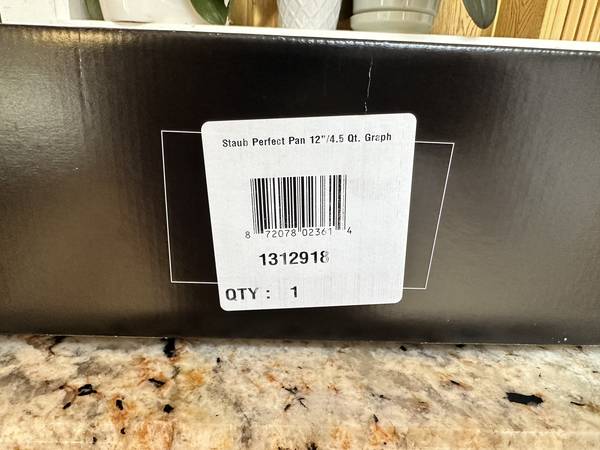 Staub Perfect Pan 12"/4.5 Qt. Graph
8 72078 02361 4
1312918
QTY : 1